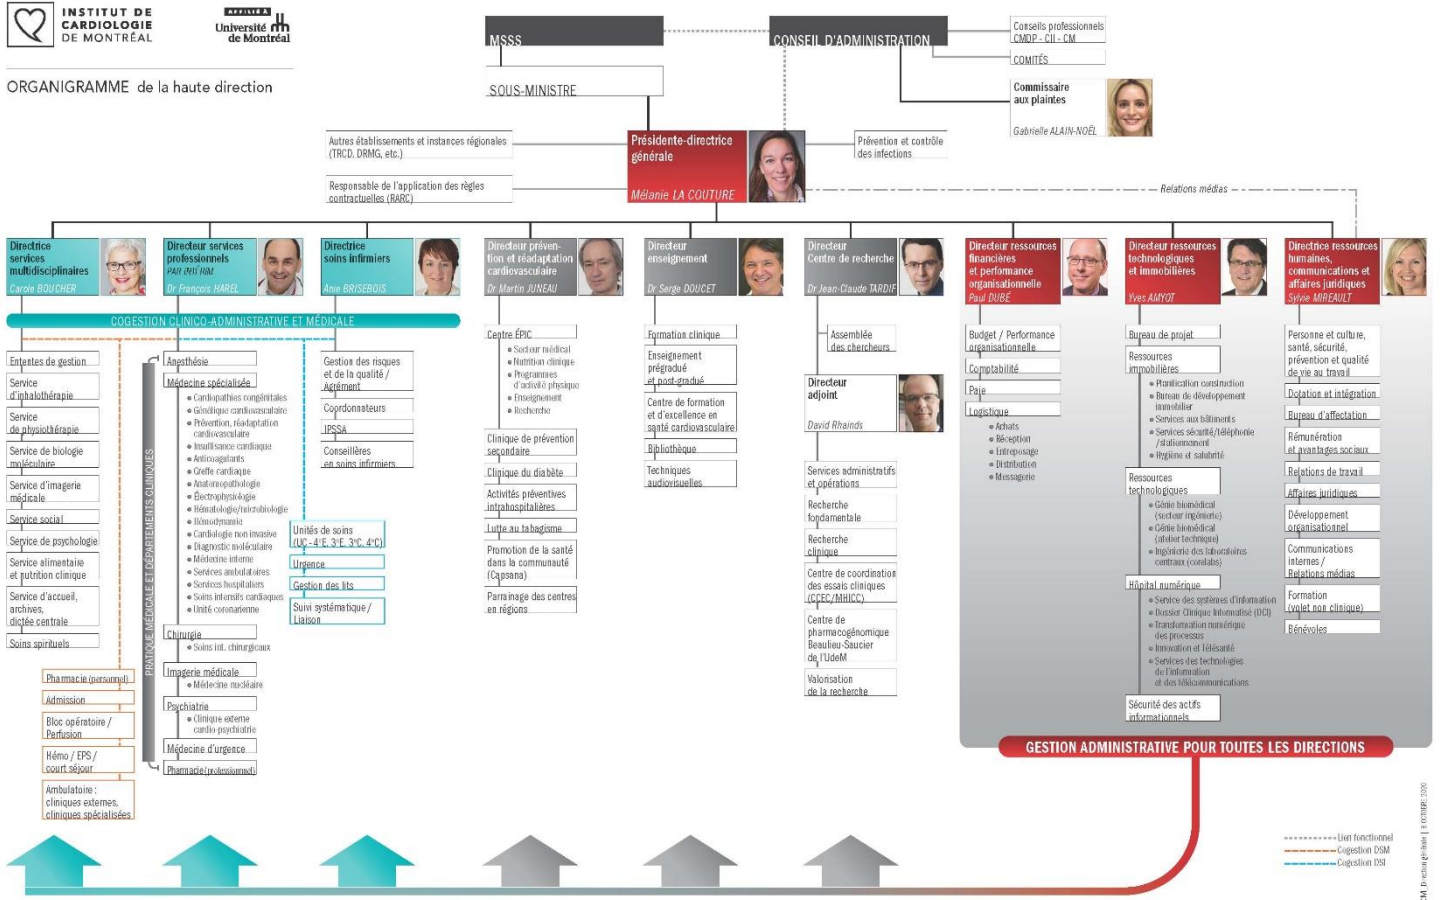 INSTITUT DE
CARDIOLOGIE
DE MONTRÉAL
AFFILIÉ À
Université
de Montréal
ORGANIGRAMME de la haute direction
MSSS
CONSEIL D'ADMINISTRATION
SOUS-MINISTRE
Conseils professionnels
CMDP - CII - CM
COMITÉS
Commissaire
aux plaintes
Gabrielle ALAIN-NOËL
Autres établissements et instances régionales
(TRCD, DRMG, etc.)
Responsable de l'application des règles
contractuelles (RARC)
Présidente-directrice
générale
Mélanie LA COUTURE
Prévention et contrôle
des infections
Relations médias
Directrice
services
multidisciplinaires
Carole BOUCHER
Directeur services
professionnels
PAR INTÉRIM
Dr François HAREL
Directrice
soins infirmiers
Anie BRISEBOIS
Directeur préven-
tion et réadaptation
cardiovasculaire
Dr Martin JUNEAU
Directeur
enseignement
Dr Serge DOUCET
Directeur
Centre de recherche
Dr Jean-Claude TARDIF
Directeur ressources
financières
et performance
organisationnelle
Paul DUBÉ
Directeur ressources
technologiques
et immobilières
Yves AMYOT
Directrice ressources
humaines,
communications et
affaires juridiques
Sylvie MIREAULT
COGESTION CLINICO-ADMINISTRATIVE ET MÉDICALE
Ententes de gestion
Service
d'inhalothérapie
Service
de physiothérapie
Service de biologie
moléculaire
Service d'imagerie
médicale
Service social
Service de psychologie
Service alimentaire
et nutrition clinique
Service d'accueil,
archives,
dictée centrale
Soins spirituels
Pharmacie (personnel)
Admission
Bloc opératoire /
Perfusion
Hémo / EPS /
court séjour
Ambulatoire :
cliniques externes,
cliniques spécialisées
PRATIQUE MÉDICALE ET DÉPARTEMENTS CLINIQUES
Anesthésie
Médecine spécialisée
Cardiopathies congénitales
Génétique cardiovasculaire
Prévention, réadaptation
cardiovasculaire
Insuffisance cardiaque
Anticoagulants
Greffe cardiaque
Anatomopathologie
Électrophysiologie
Hématologie/microbiologie
Hémodynamie
Cardiologie non invasive
Diagnostic moléculaire
Médecine interne
Services ambulatoires
Services hospitaliers
Soins intensifs cardiaques
Unité coronarienne
Chirurgie
Soins int. chirurgicaux
Imagerie médicale
Médecine nucléaire
Psychiatrie
Clinique externe
cardio-psychiatrie
Médecine d'urgence
Pharmacie (professionnel)
Gestion des risques
et de la qualité /
Agrément
Coordonnateurs
IPSSA
Conseillères
en soins infirmiers
Unités de soins
(UC - 4ᵉE, 3ᵉE, 3ᵉC, 4ᵉC)
Urgence
Gestion des lits
Suivi systématique /
Liaison
Centre ÉPIC
Secteur médical
Nutrition clinique
Programmes
d'activité physique
Enseignement
Recherche
Clinique de prévention
secondaire
Clinique du diabète
Activités préventives
intrahospitalières
Lutte au tabagisme
Promotion de la santé
dans la communauté
(Capsana)
Parrainage des centres
en régions
Formation clinique
Enseignement
prégradué
et post-gradué
Centre de formation
et d'excellence en
santé cardiovasculaire
Bibliothèque
Techniques
audiovisuelles
Assemblée
des chercheurs
Directeur
adjoint
David Rhainds
Services administratifs
et opérations
Recherche
fondamentale
Recherche
clinique
Centre de coordination
des essais cliniques
(CCEC/MHICC)
Centre de
pharmacogénomique
Beaulieu-Saucier
de l'UdeM
Valorisation
de la recherche
Budget / Performance
organisationnelle
Comptabilité
Paie
Logistique
Achats
Réception
Entreposage
Distribution
Messagerie
Bureau de projet
Ressources
immobilières
Planification construction
Bureau de développement
immobilier
Services aux bâtiments
Services sécurité/téléphonie
/stationnement
Hygiène et salubrité
Ressources
technologiques
Génie biomédical
(secteur ingénierie)
Génie biomédical
(atelier technique)
Ingénierie des laboratoires
centraux (corelabs)
Hôpital numérique
Service des systèmes d'information
Dossier Clinique Informatisé (DCI)
Transformation numérique
des processus
Innovation et Télésanté
Services des technologies
de l'information
et des télécommunications
Sécurité des actifs
informationnels
Personne et culture,
santé, sécurité,
prévention et qualité
de vie au travail
Dotation et intégration
Bureau d'affectation
Rémunération
et avantages sociaux
Relations de travail
Affaires juridiques
Développement
organisationnel
Communications
internes /
Relations médias
Formation
(volet non clinique)
Bénévoles
GESTION ADMINISTRATIVE POUR TOUTES LES DIRECTIONS
Lien fonctionnel
Cogestion DSM
Cogestion DSI